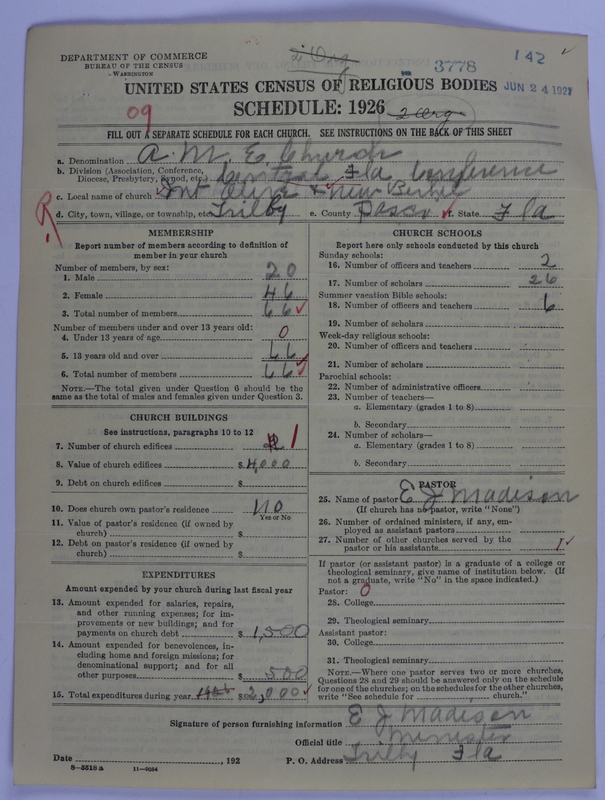 DEPARTMENT OF COMMERCE
BUREAU OF THE CENSUS
WASHINGTON
2 Org
3778
142
JUN 24 1927
UNITED STATES CENSUS OF RELIGIOUS BODIES
SCHEDULE: 1926
2 Org
09
FILL OUT A SEPARATE SCHEDULE FOR EACH CHURCH. SEE INSTRUCTIONS ON THE BACK OF THIS SHEET
a. Denomination A. M. E. Church
b. Division (Association, Conference, Diocese, Presbytery, Synod, etc.) Central Fla Conference
c. Local name of church Mt Olive & New Bethel
R
d. City, town, village, or township, etc. Trilby e. County Pasco f. State Fla
MEMBERSHIP
Report number of members according to definition of
member in your church
Number of members, by sex:
1. Male 20
2. Female 46
3. Total number of members 66
Number of members under and over 13 years old:
4. Under 13 years of age 0
5. 13 years old and over 66
6. Total number of members 66
NOTE.—The total given under Question 6 should be the
same as the total of males and females given under Question 3.
CHURCH BUILDINGS
See instructions, paragraphs 10 to 12
7. Number of church edifices 1
8. Value of church edifices $4,000
9. Debt on church edifices $
10. Does church own pastor's residence? no
Yes or No
11. Value of pastor's residence (if owned by
church) $
12. Debt on pastor's residence (if owned by
church) $
EXPENDITURES
Amount expended by your church during last fiscal year
13. Amount expended for salaries, repairs,
and other running expenses; for im-
provements or new buildings; and for
payments on church debt $1,500
14. Amount expended for benevolences, in-
cluding home and foreign missions; for
denominational support; and for all
other purposes $500
15. Total expenditures during year $2,000
CHURCH SCHOOLS
Report here only schools conducted by this church
Sunday schools:
16. Number of officers and teachers 2
17. Number of scholars 26
Summer vacation Bible schools:
18. Number of officers and teachers 6
19. Number of scholars
Week-day religious schools:
20. Number of officers and teachers
21. Number of scholars
Parochial schools:
22. Number of administrative officers
23. Number of teachers—
a. Elementary (grades 1 to 8)
b. Secondary
24. Number of scholars—
a. Elementary (grades 1 to 8)
b. Secondary
PASTOR
25. Name of pastor E J Madison
(If church has no pastor, write "None")
26. Number of ordained ministers, if any, em-
ployed as assistant pastors
27. Number of other churches served by the
pastor or his assistants 1
If pastor (or assistant pastor) is a graduate of a college or
theological seminary, give name of institution below. (If
not a graduate, write "No" in the space indicated.)
Pastor: 0
28. College
29. Theological seminary
Assistant pastor:
30. College
31. Theological seminary
NOTE.—Where one pastor serves two or more churches,
Questions 28 and 29 should be answered only on the schedule
for one of the churches; on the schedules for the other churches,
write "See schedule for church."
Signature of person furnishing information E J Madison
Official title Minister
Date , 192 P. O. Address Trilby Fla
8—5518 a 11—9034